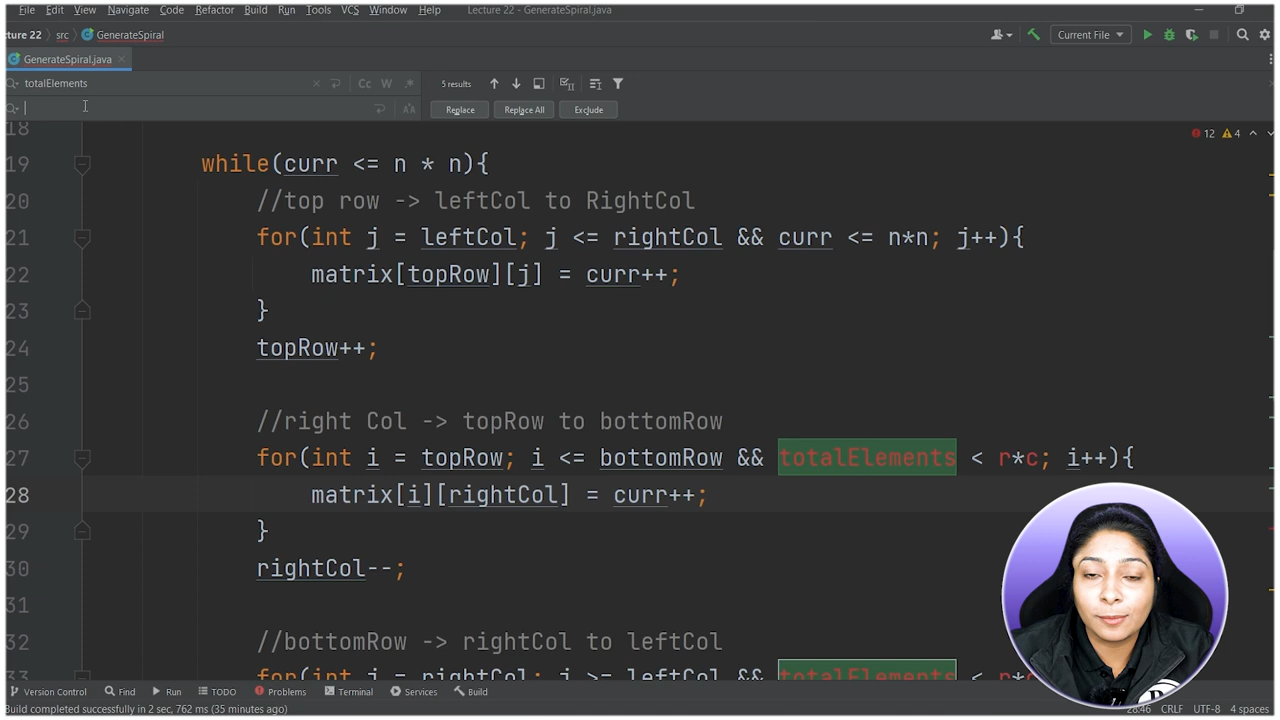 File Edit View Navigate Code Refactor Build Run Tools VCS Window Help Lecture 22 - GenerateSpiral.java
ture 22 src GenerateSpiral Current File
GenerateSpiral.java
totalElements Cc W .* 5 results
Replace Replace All Exclude
18 12 4
19 while(curr <= n * n){
20 //top row -> leftCol to RightCol
21 for(int j = leftCol; j <= rightCol && curr <= n*n; j++){
22 matrix[topRow][j] = curr++;
23 }
24 topRow++;
25
26 //right Col -> topRow to bottomRow
27 for(int i = topRow; i <= bottomRow && totalElements < r*c; i++){
28 matrix[i][rightCol] = curr++;
29 }
30 rightCol--;
31
32 //bottomRow -> rightCol to leftCol
33 for(int j = rightCol; j >= leftCol && totalElements < r*c
Version Control Find Run TODO Problems Terminal Services Build
Build completed successfully in 2 sec, 762 ms (35 minutes ago) 28:46 CRLF UTF-8 4 spaces